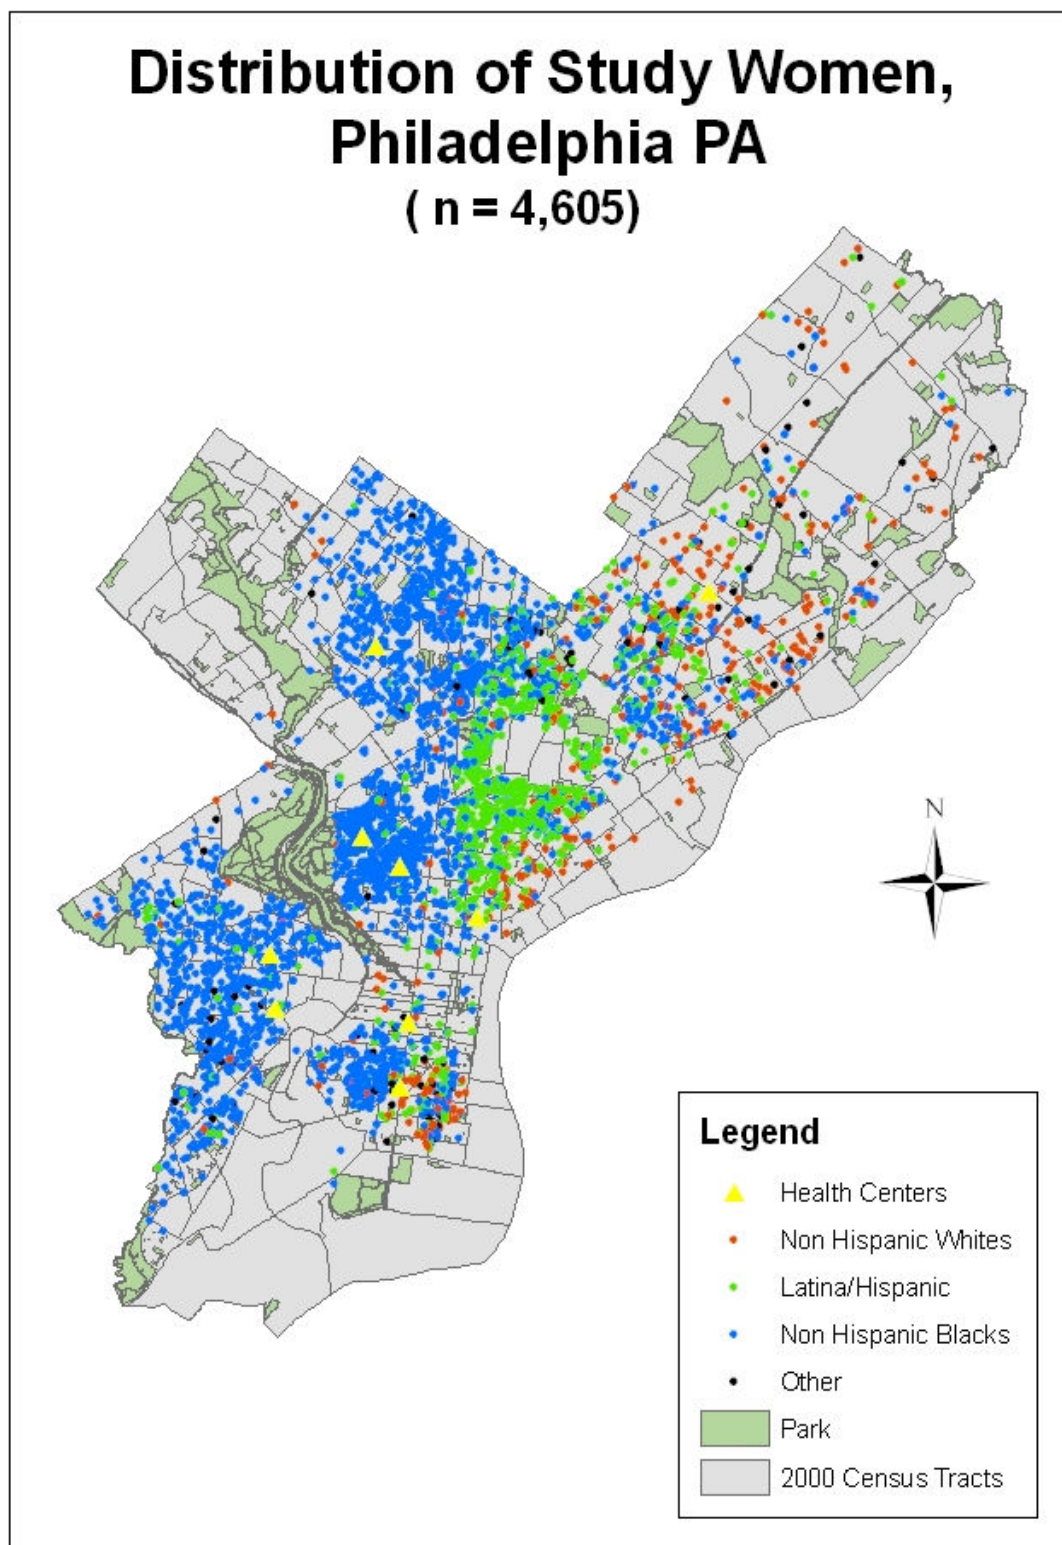 Distribution of Study Women,
Philadelphia PA
( n = 4,605)
N
Legend
Health Centers
Non Hispanic Whites
Latina/Hispanic
Non Hispanic Blacks
Other
Park
2000 Census Tracts